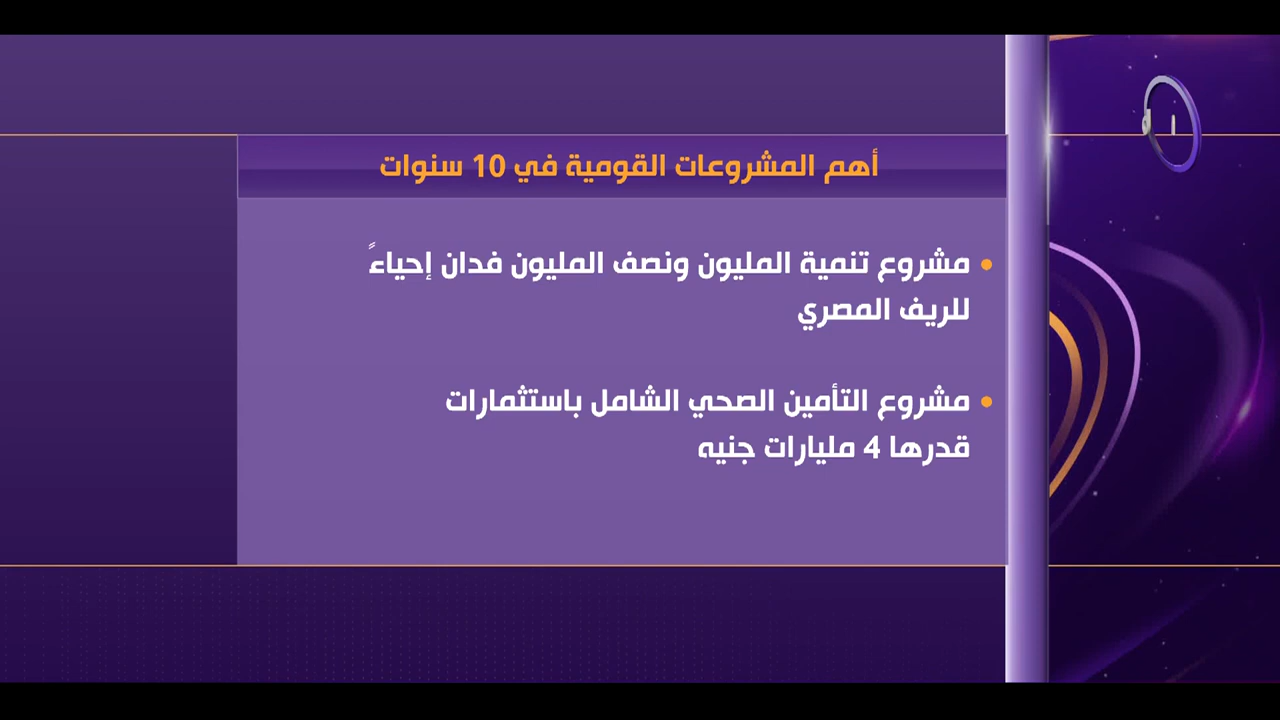 أهم المشروعات القومية في 10 سنوات
• مشروع تنمية المليون ونصف المليون فدان إحياءً
للريف المصري
• مشروع التأمين الصحي الشامل باستثمارات
قدرها 4 مليارات جنيه